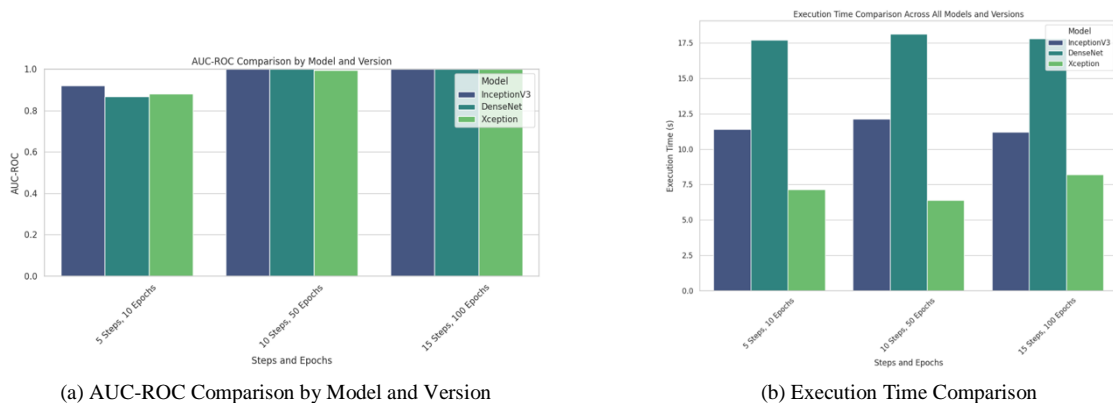 AUC-ROC Comparison by Model and Version
1.0
0.8
0.6
0.4
0.2
0.0
AUC-ROC
Model
InceptionV3
DenseNet
Xception
5 Steps, 10 Epochs
10 Steps, 50 Epochs
15 Steps, 100 Epochs
Steps and Epochs
(a) AUC-ROC Comparison by Model and Version
Execution Time Comparison Across All Models and Versions
17.5
15.0
12.5
10.0
7.5
5.0
2.5
0.0
Execution Time (s)
Model
InceptionV3
DenseNet
Xception
5 Steps, 10 Epochs
10 Steps, 50 Epochs
15 Steps, 100 Epochs
Steps and Epochs
(b) Execution Time Comparison